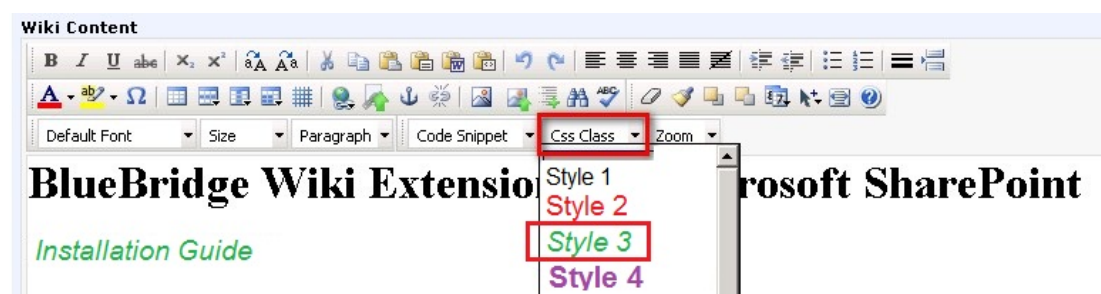 Wiki Content
B I U abc
Default Font Size Paragraph Code Snippet Css Class Zoom
BlueBridge Wiki Extensio rosoft SharePoint
Style 1
Style 2
Installation Guide Style 3
Style 4